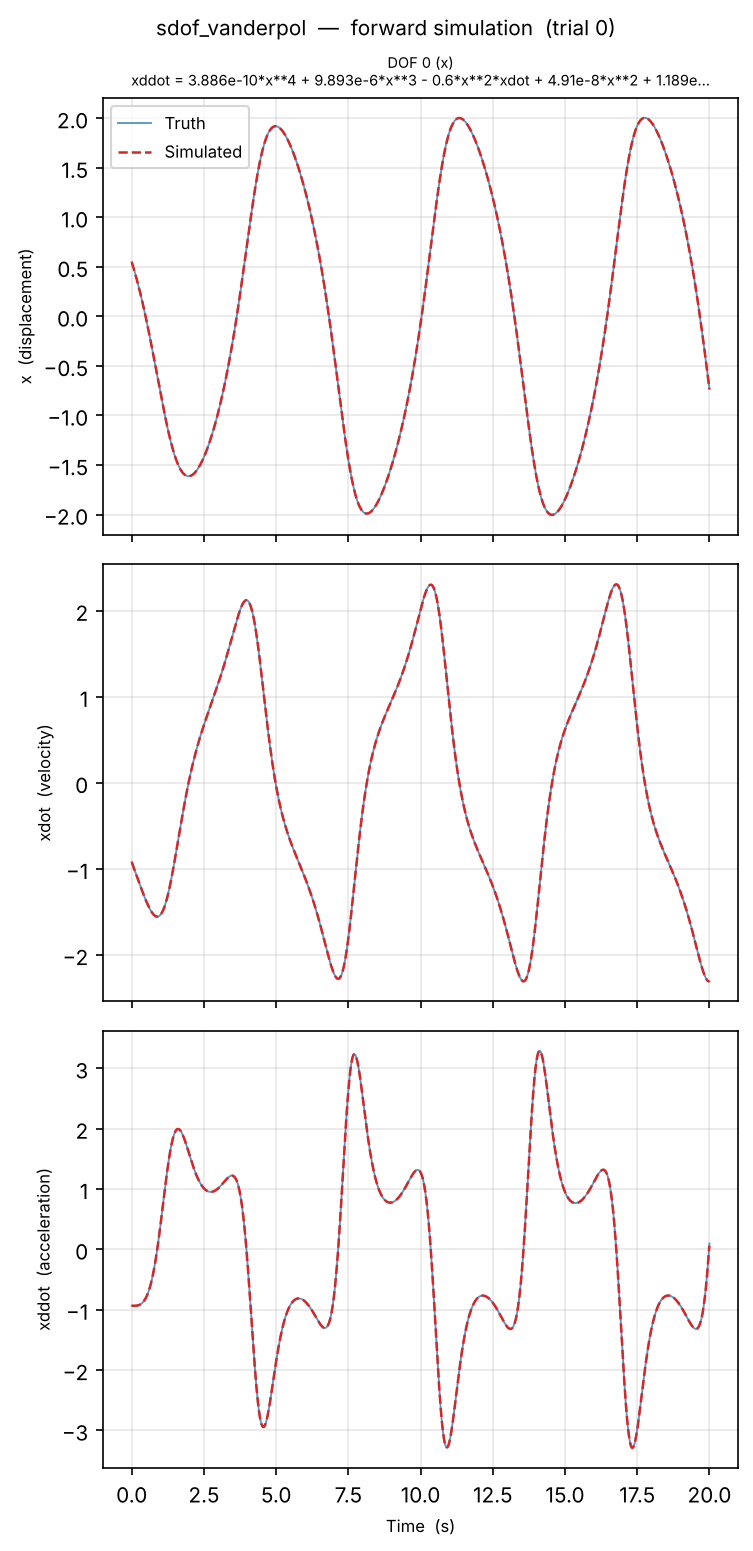 sdof_vanderpol — forward simulation (trial 0)
DOF 0 (x)
xddot = 3.886e-10*x**4 + 9.893e-6*x**3 - 0.6*x**2*xdot + 4.91e-8*x**2 + 1.189e...
Truth
Simulated
2.0
1.5
1.0
0.5
0.0
−0.5
−1.0
−1.5
−2.0
x (displacement)
2
1
0
−1
−2
xdot (velocity)
3
2
1
0
−1
−2
−3
xddot (acceleration)
0.0 2.5 5.0 7.5 10.0 12.5 15.0 17.5 20.0
Time (s)